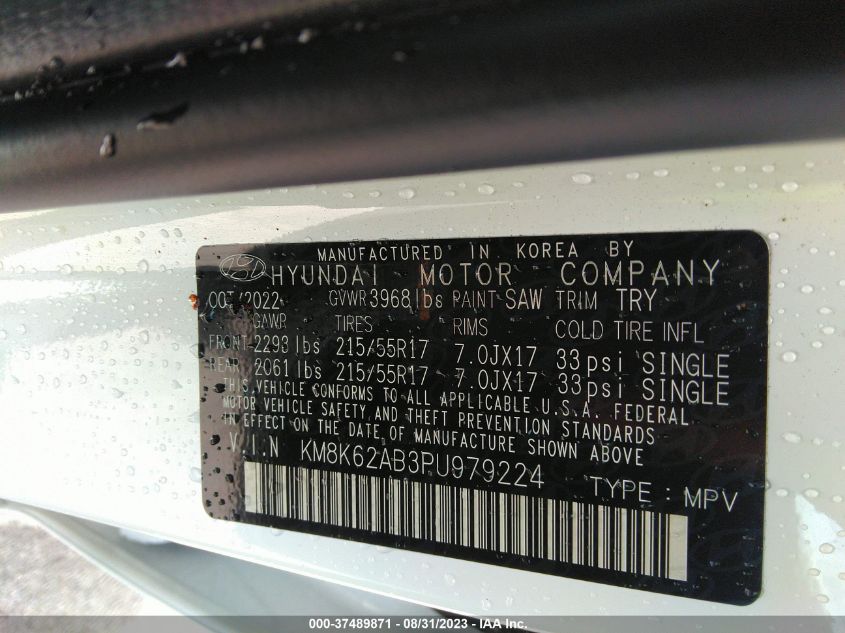 MANUFACTURED IN KOREA BY
HYUNDAI MOTOR COMPANY
/2022 GVWR 3968 lbs PAINT SAW TRIM TRY
GAWR TIRES RIMS COLD TIRE INFL
FRONT 2293 lbs 215/55R17 7.0JX17 33 psi SINGLE
REAR 2061 lbs 215/55R17 7.0JX17 33 psi SINGLE
THIS VEHICLE CONFORMS TO ALL APPLICABLE U.S.A. FEDERAL
MOTOR VEHICLE SAFETY AND THEFT PREVENTION STANDARDS
IN EFFECT ON THE DATE OF MANUFACTURE SHOWN ABOVE
V.I.N KM8K62AB3PU979224 TYPE : MPV
000-37489871 - 08/31/2023 - IAA Inc.